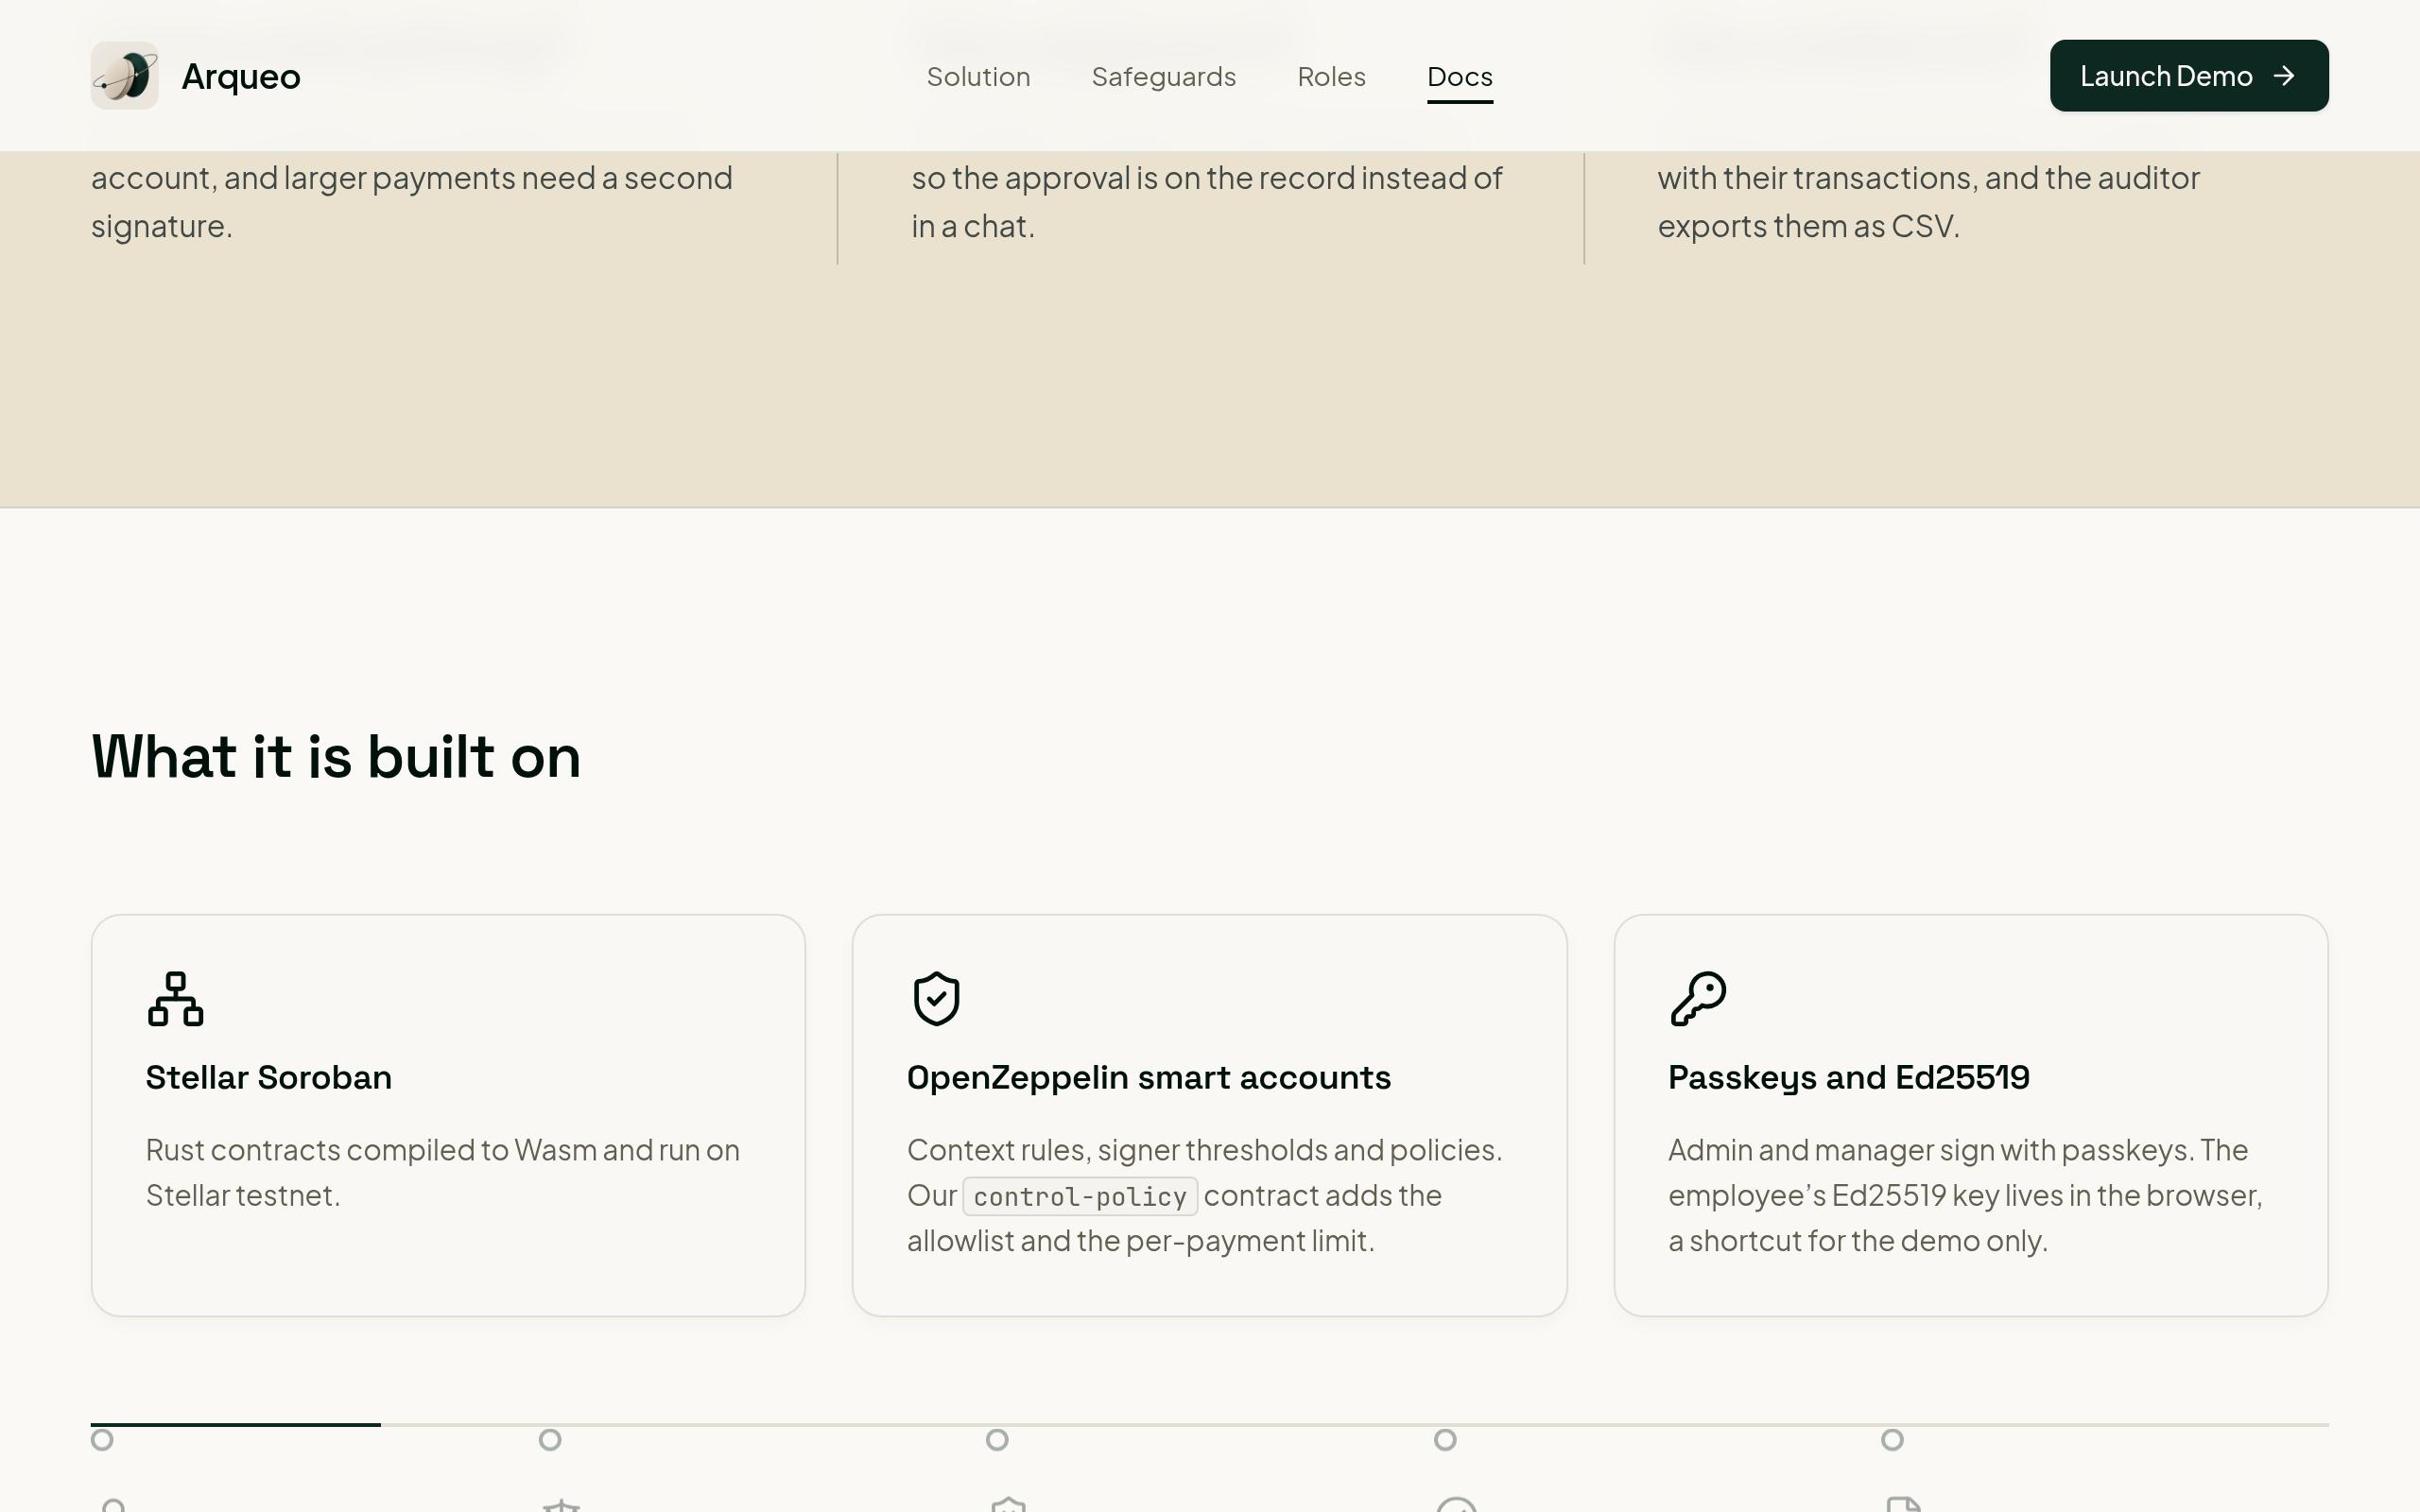 Arqueo
Solution
Safeguards
Roles
Docs
Launch Demo
account, and larger payments need a second
signature.
so the approval is on the record instead of
in a chat.
with their transactions, and the auditor
exports them as CSV.
What it is built on
Stellar Soroban
Rust contracts compiled to Wasm and run on
Stellar testnet.
OpenZeppelin smart accounts
Context rules, signer thresholds and policies.
Our control-policy contract adds the
allowlist and the per-payment limit.
Passkeys and Ed25519
Admin and manager sign with passkeys. The
employee’s Ed25519 key lives in the browser,
a shortcut for the demo only.